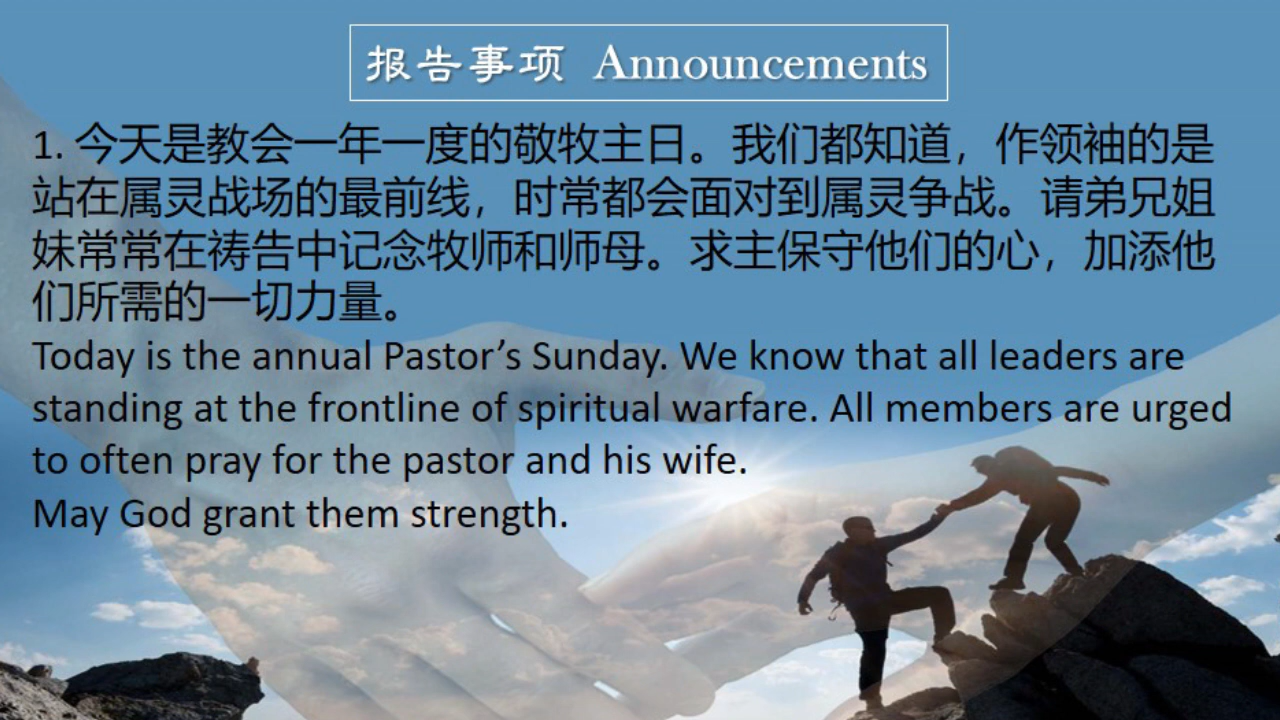 报告事项 Announcements
1. 今天是教会一年一度的敬牧主日。我们都知道，作领袖的是
站在属灵战场的最前线，时常都会面对到属灵争战。请弟兄姐
妹常常在祷告中记念牧师和师母。求主保守他们的心，加添他
们所需的一切力量。
Today is the annual Pastor’s Sunday. We know that all leaders are
standing at the frontline of spiritual warfare. All members are urged
to often pray for the pastor and his wife.
May God grant them strength.